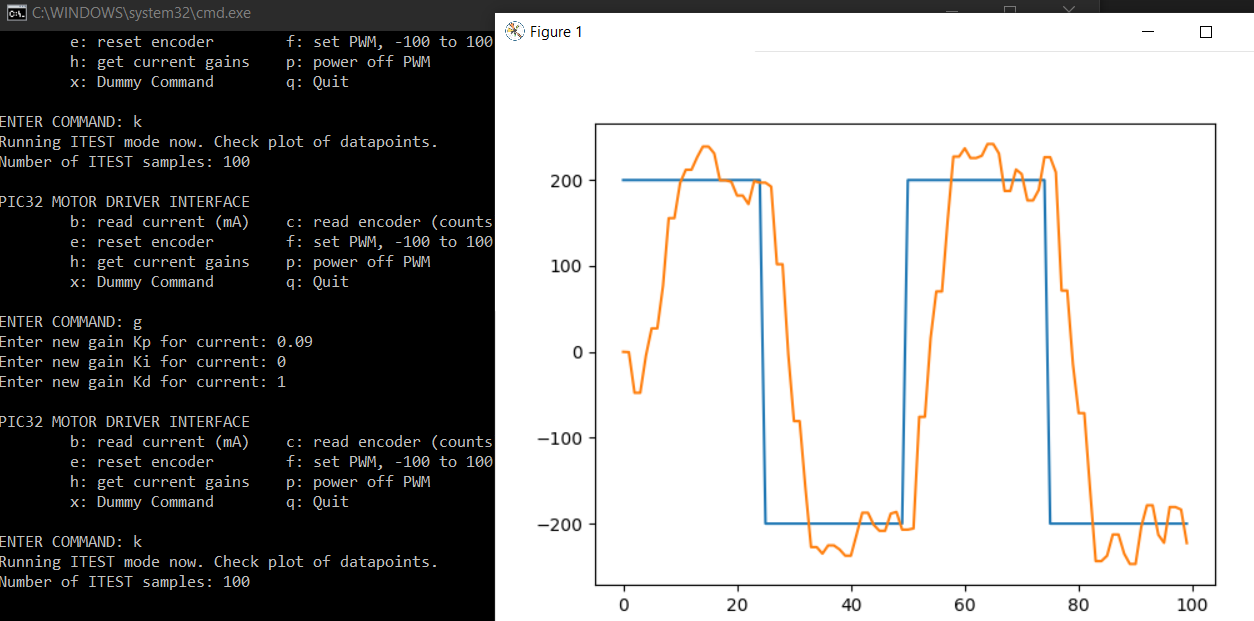 C:\WINDOWS\system32\cmd.exe
e: reset encoder f: set PWM, -100 to 100
h: get current gains p: power off PWM
x: Dummy Command q: Quit
ENTER COMMAND: k
Running ITEST mode now. Check plot of datapoints.
Number of ITEST samples: 100
PIC32 MOTOR DRIVER INTERFACE
b: read current (mA) c: read encoder (counts
e: reset encoder f: set PWM, -100 to 100
h: get current gains p: power off PWM
x: Dummy Command q: Quit
ENTER COMMAND: g
Enter new gain Kp for current: 0.09
Enter new gain Ki for current: 0
Enter new gain Kd for current: 1
PIC32 MOTOR DRIVER INTERFACE
b: read current (mA) c: read encoder (counts
e: reset encoder f: set PWM, -100 to 100
h: get current gains p: power off PWM
x: Dummy Command q: Quit
ENTER COMMAND: k
Running ITEST mode now. Check plot of datapoints.
Number of ITEST samples: 100
Figure 1
200
100
0
−100
−200
0 20 40 60 80 100